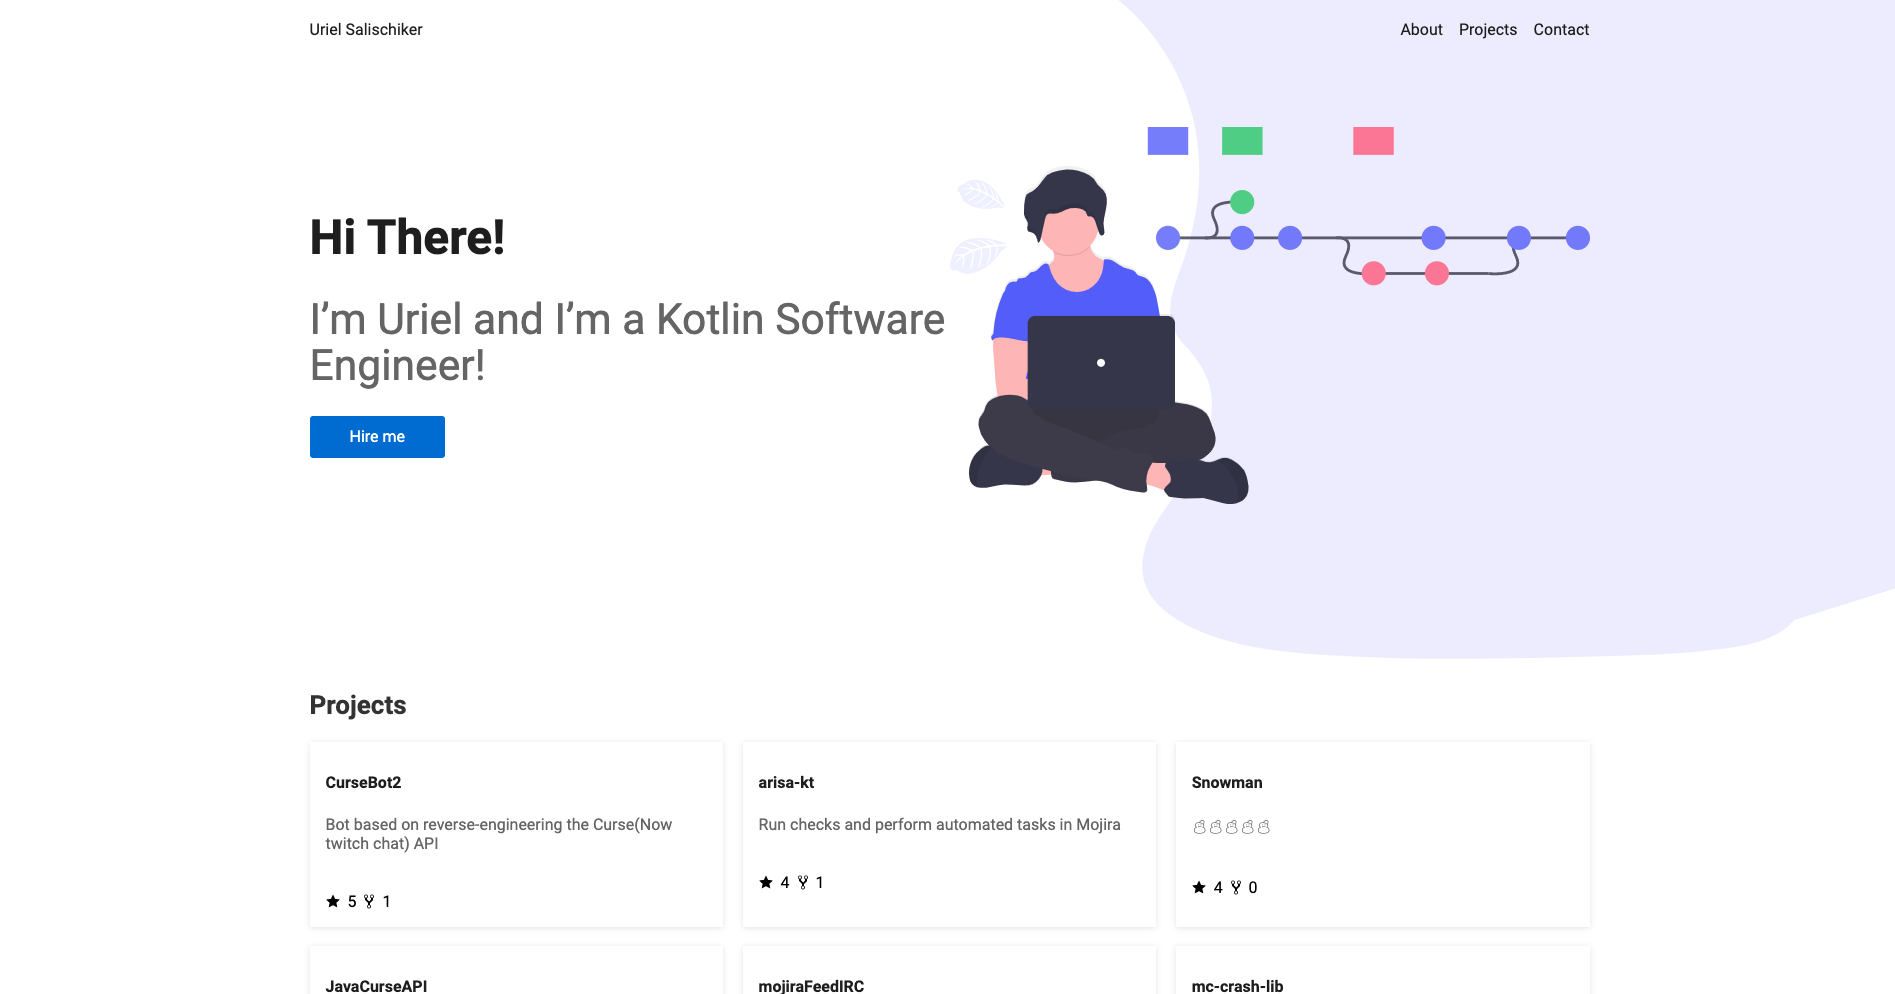 Uriel Salischiker
About Projects Contact
Hi There!
I’m Uriel and I’m a Kotlin Software
Engineer!
Hire me
Projects
CurseBot2
Bot based on reverse-engineering the Curse(Now
twitch chat) API
5 1
arisa-kt
Run checks and perform automated tasks in Mojira
4 1
Snowman
4 0
JavaCurseAPI
mojiraFeedIRC
mc-crash-lib